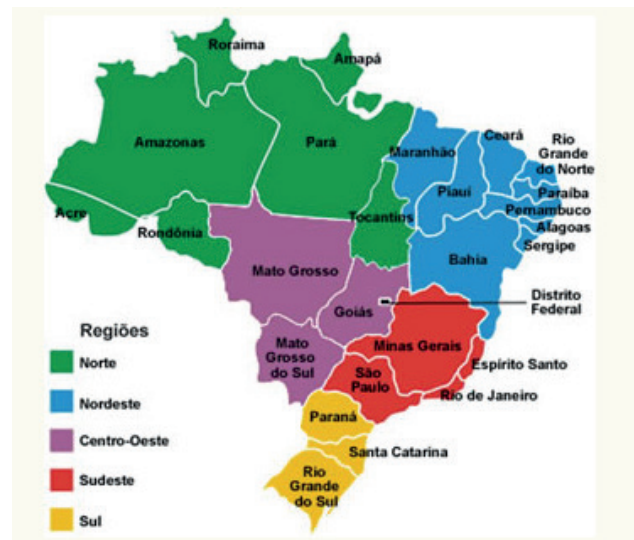 Roraima
Amapá
Amazonas
Pará
Maranhão
Ceará
Rio
Grande
do Norte
Piauí
Paraíba
Pernambuco
Alagoas
Sergipe
Acre
Rondônia
Tocantins
Bahia
Mato Grosso
Goiás
Distrito
Federal
Mato
Grosso
do Sul
Minas Gerais
Espírito Santo
São
Paulo
Rio de Janeiro
Paraná
Santa Catarina
Rio
Grande
do Sul
Regiões
Norte
Nordeste
Centro-Oeste
Sudeste
Sul